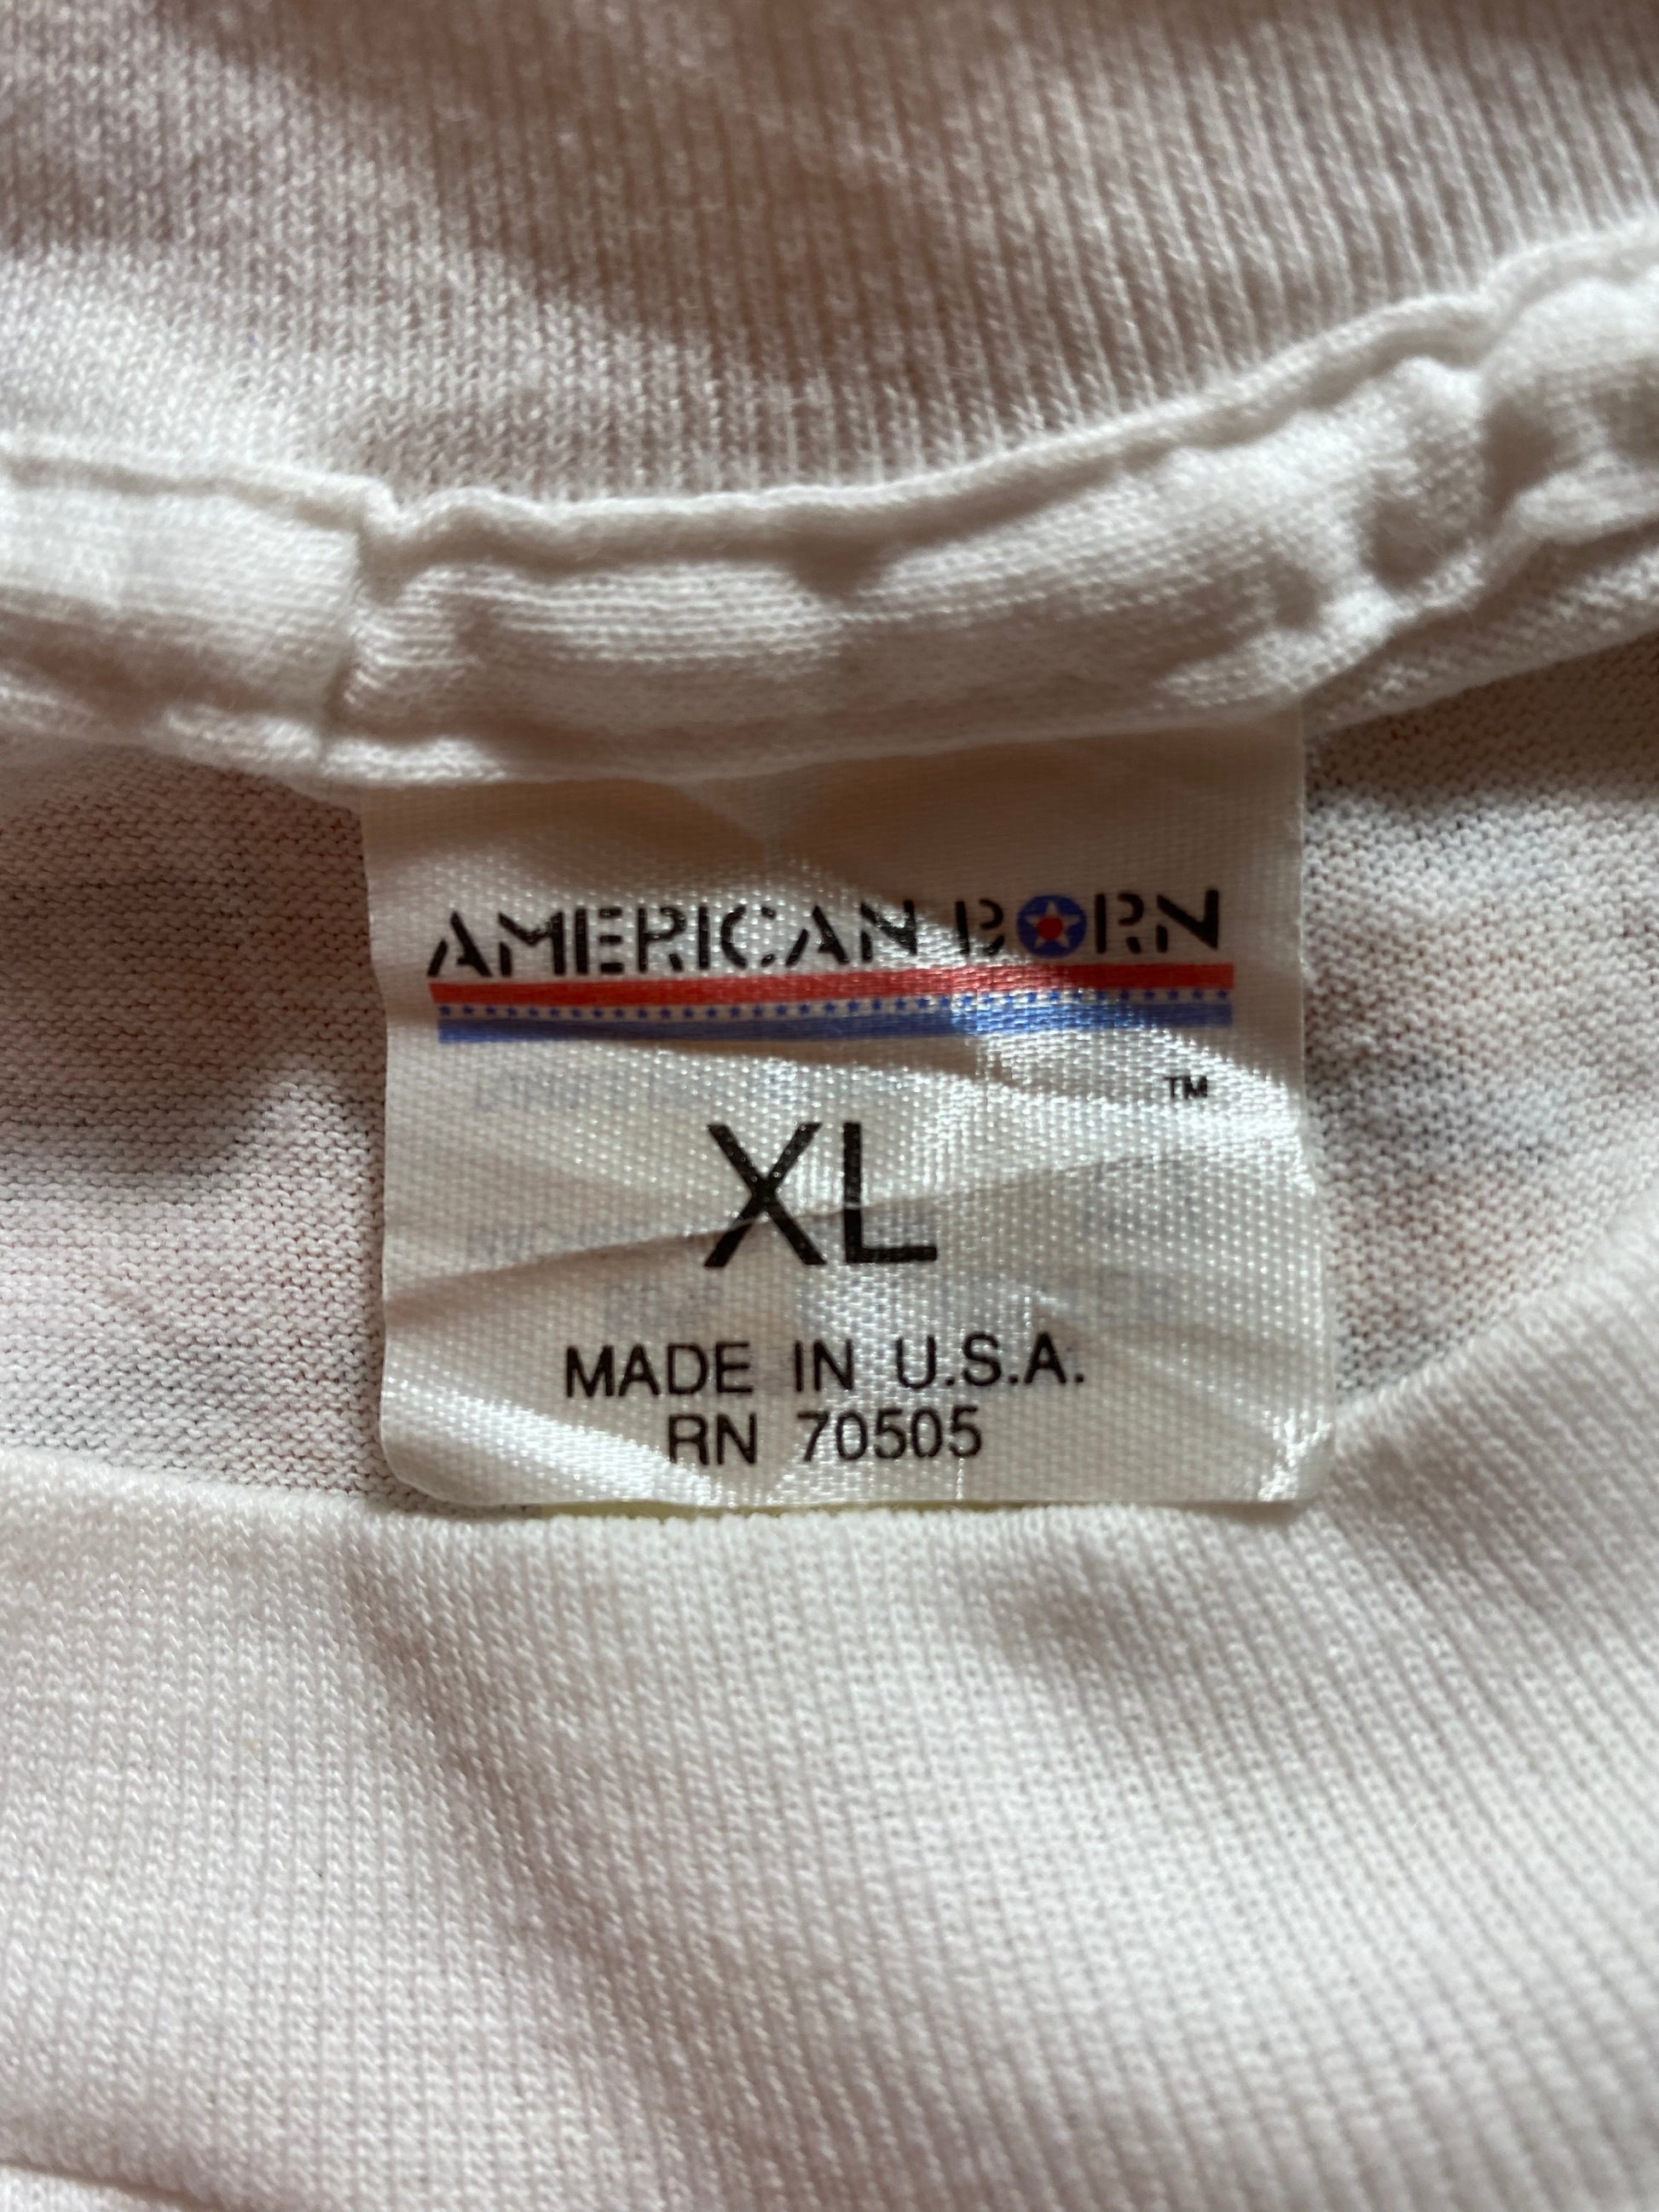 AMERICAN BORN
TM
XL
MADE IN U.S.A.
RN 70505